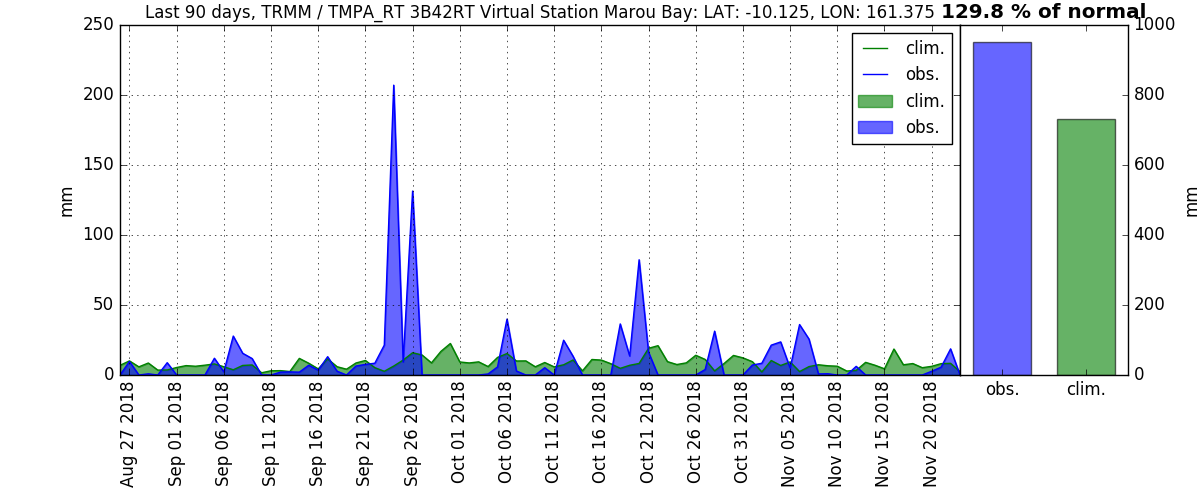 Last 90 days, TRMM / TMPA_RT 3B42RT Virtual Station Marou Bay: LAT: -10.125, LON: 161.375 129.8 % of normal
250
200
150
100
50
0
mm
clim.
obs.
clim.
obs.
1000
800
600
400
200
0
mm
obs.
clim.
Aug 27 2018
Sep 01 2018
Sep 06 2018
Sep 11 2018
Sep 16 2018
Sep 21 2018
Sep 26 2018
Oct 01 2018
Oct 06 2018
Oct 11 2018
Oct 16 2018
Oct 21 2018
Oct 26 2018
Oct 31 2018
Nov 05 2018
Nov 10 2018
Nov 15 2018
Nov 20 2018